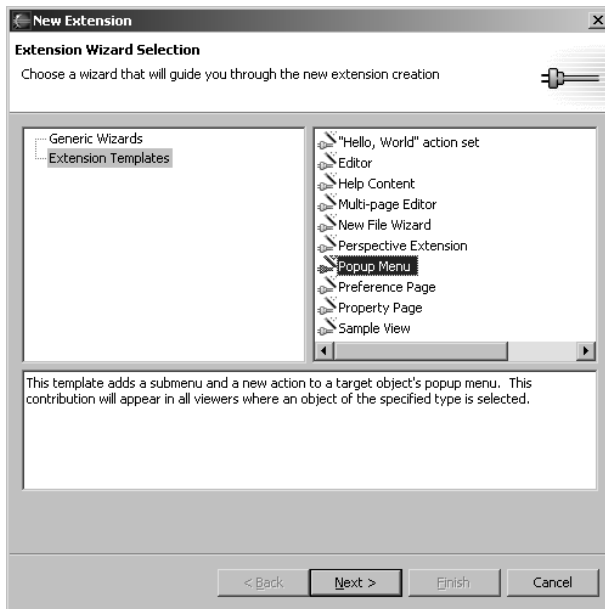 New Extension
Extension Wizard Selection
Choose a wizard that will guide you through the new extension creation
Generic Wizards
Extension Templates
"Hello, World" action set
Editor
Help Content
Multi-page Editor
New File Wizard
Perspective Extension
Popup Menu
Preference Page
Property Page
Sample View
This template adds a submenu and a new action to a target object's popup menu. This
contribution will appear in all viewers where an object of the specified type is selected.
< Back
Next >
Finish
Cancel